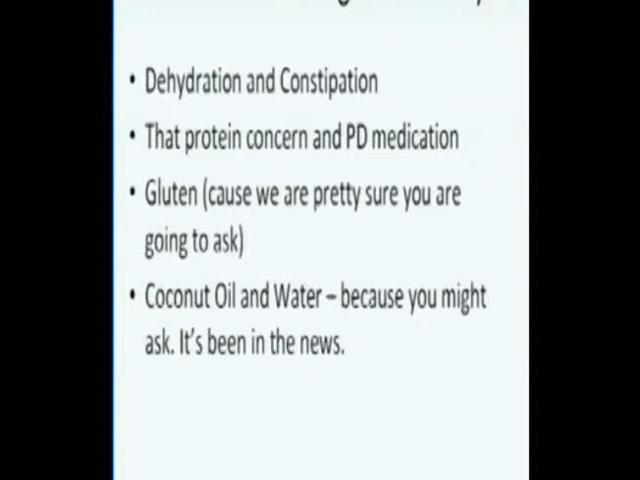 • Dehydration and Constipation
• That protein concern and PD medication
• Gluten (cause we are pretty sure you are
going to ask)
• Coconut Oil and Water – because you might
ask. It's been in the news.